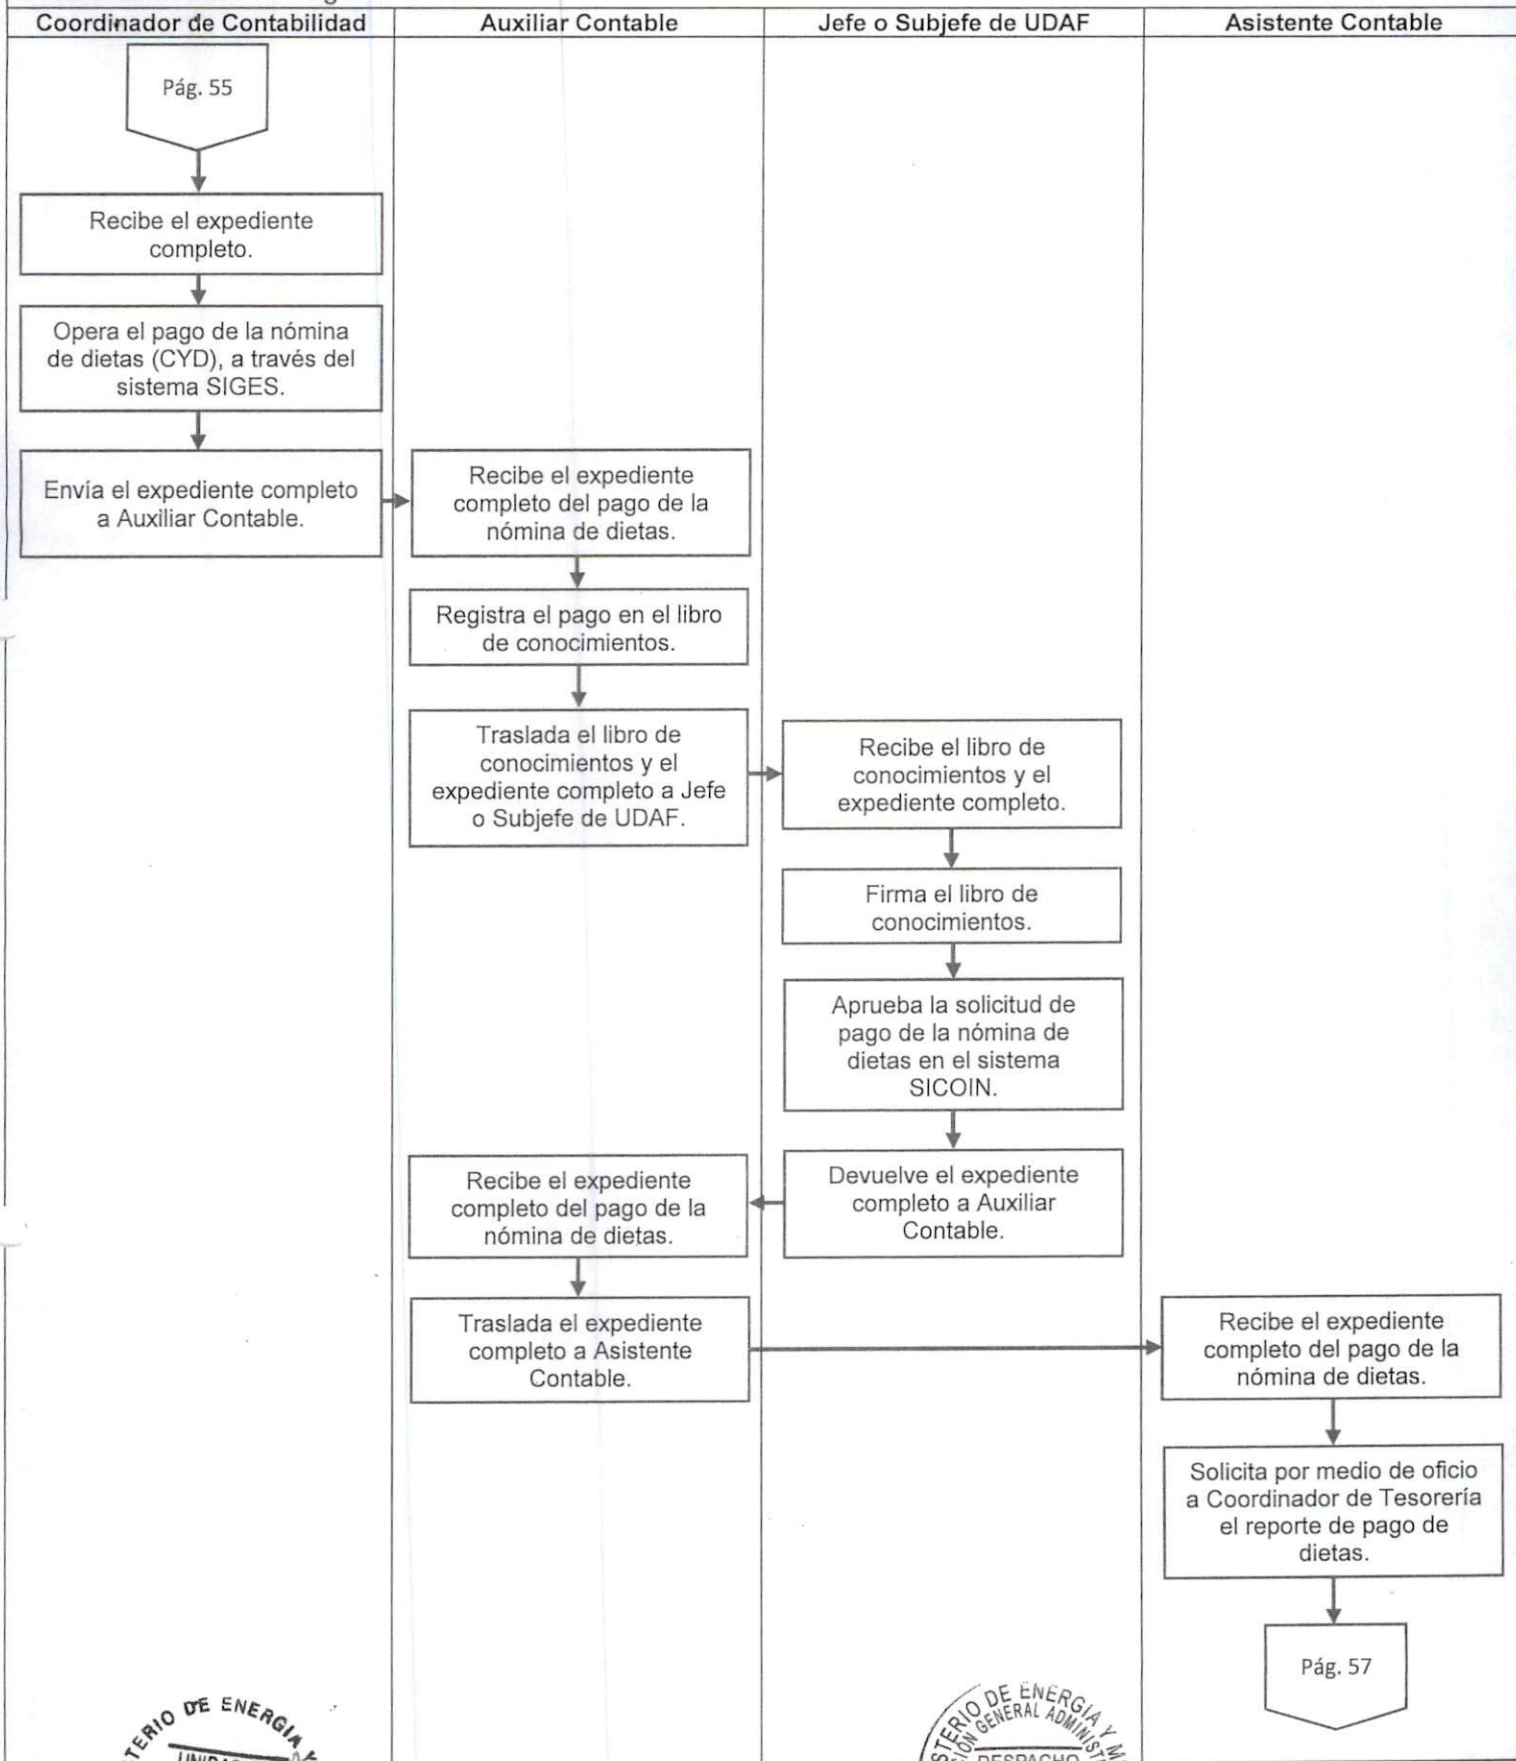 Coordinador de Contabilidad
Auxiliar Contable
Jefe o Subjefe de UDAF
Asistente Contable
Pág. 55
Recibe el expediente
completo.
Opera el pago de la nómina
de dietas (CYD), a través del
sistema SIGES.
Envía el expediente completo
a Auxiliar Contable.
Recibe el expediente
completo del pago de la
nómina de dietas.
Registra el pago en el libro
de conocimientos.
Traslada el libro de
conocimientos y el
expediente completo a Jefe
o Subjefe de UDAF.
Recibe el libro de
conocimientos y el
expediente completo.
Firma el libro de
conocimientos.
Aprueba la solicitud de
pago de la nómina de
dietas en el sistema
SICOIN.
Devuelve el expediente
completo a Auxiliar
Contable.
Recibe el expediente
completo del pago de la
nómina de dietas.
Traslada el expediente
completo a Asistente
Contable.
Recibe el expediente
completo del pago de la
nómina de dietas.
Solicita por medio de oficio
a Coordinador de Tesorería
el reporte de pago de
dietas.
Pág. 57
DE ENERGIA Y
DE ENERGIA Y
GENERAL
DESPACHO